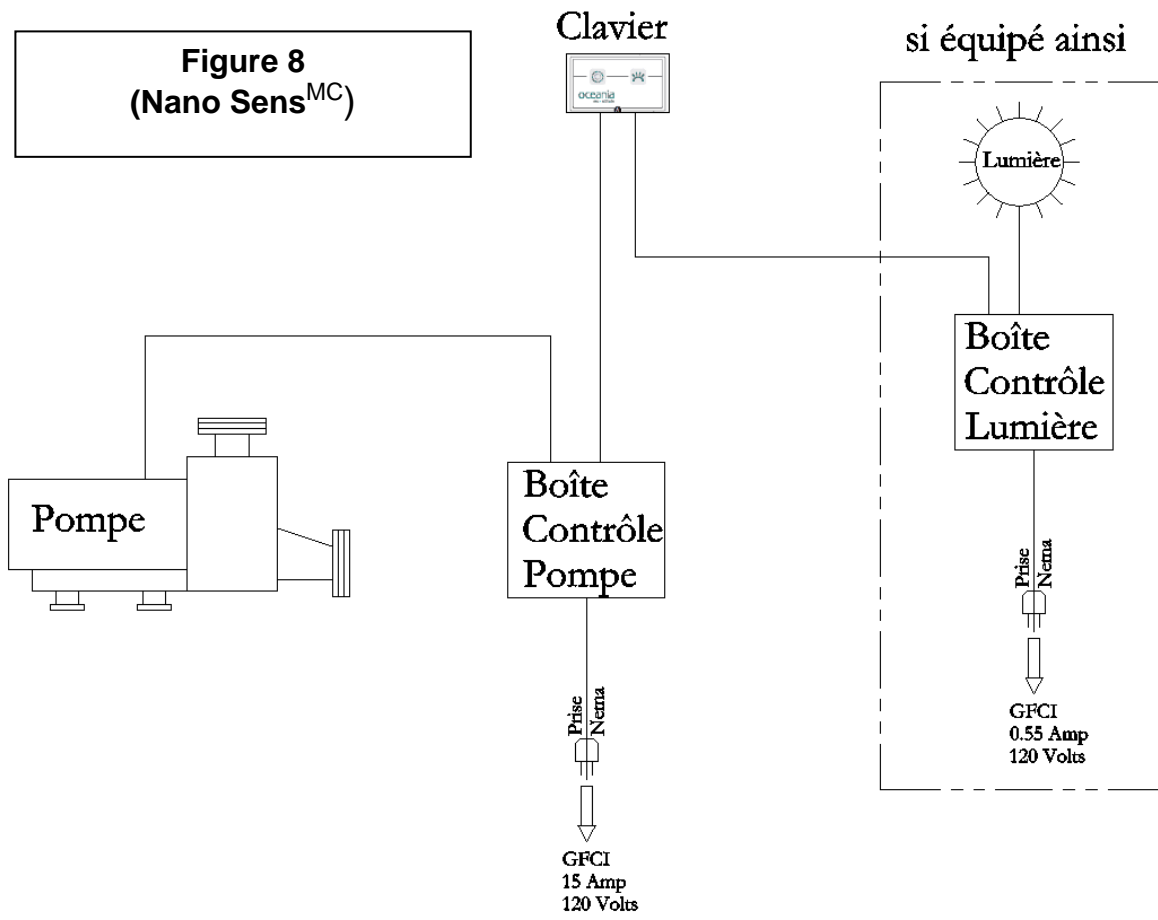 Figure 8
(Nano Sens^MC)
Clavier
oceania
si équipé ainsi
Lumière
Boîte
Contrôle
Lumière
Pompe
Boîte
Contrôle
Pompe
Prise
Nema
GFCI
0.55 Amp
120 Volts
Prise
Nema
GFCI
15 Amp
120 Volts